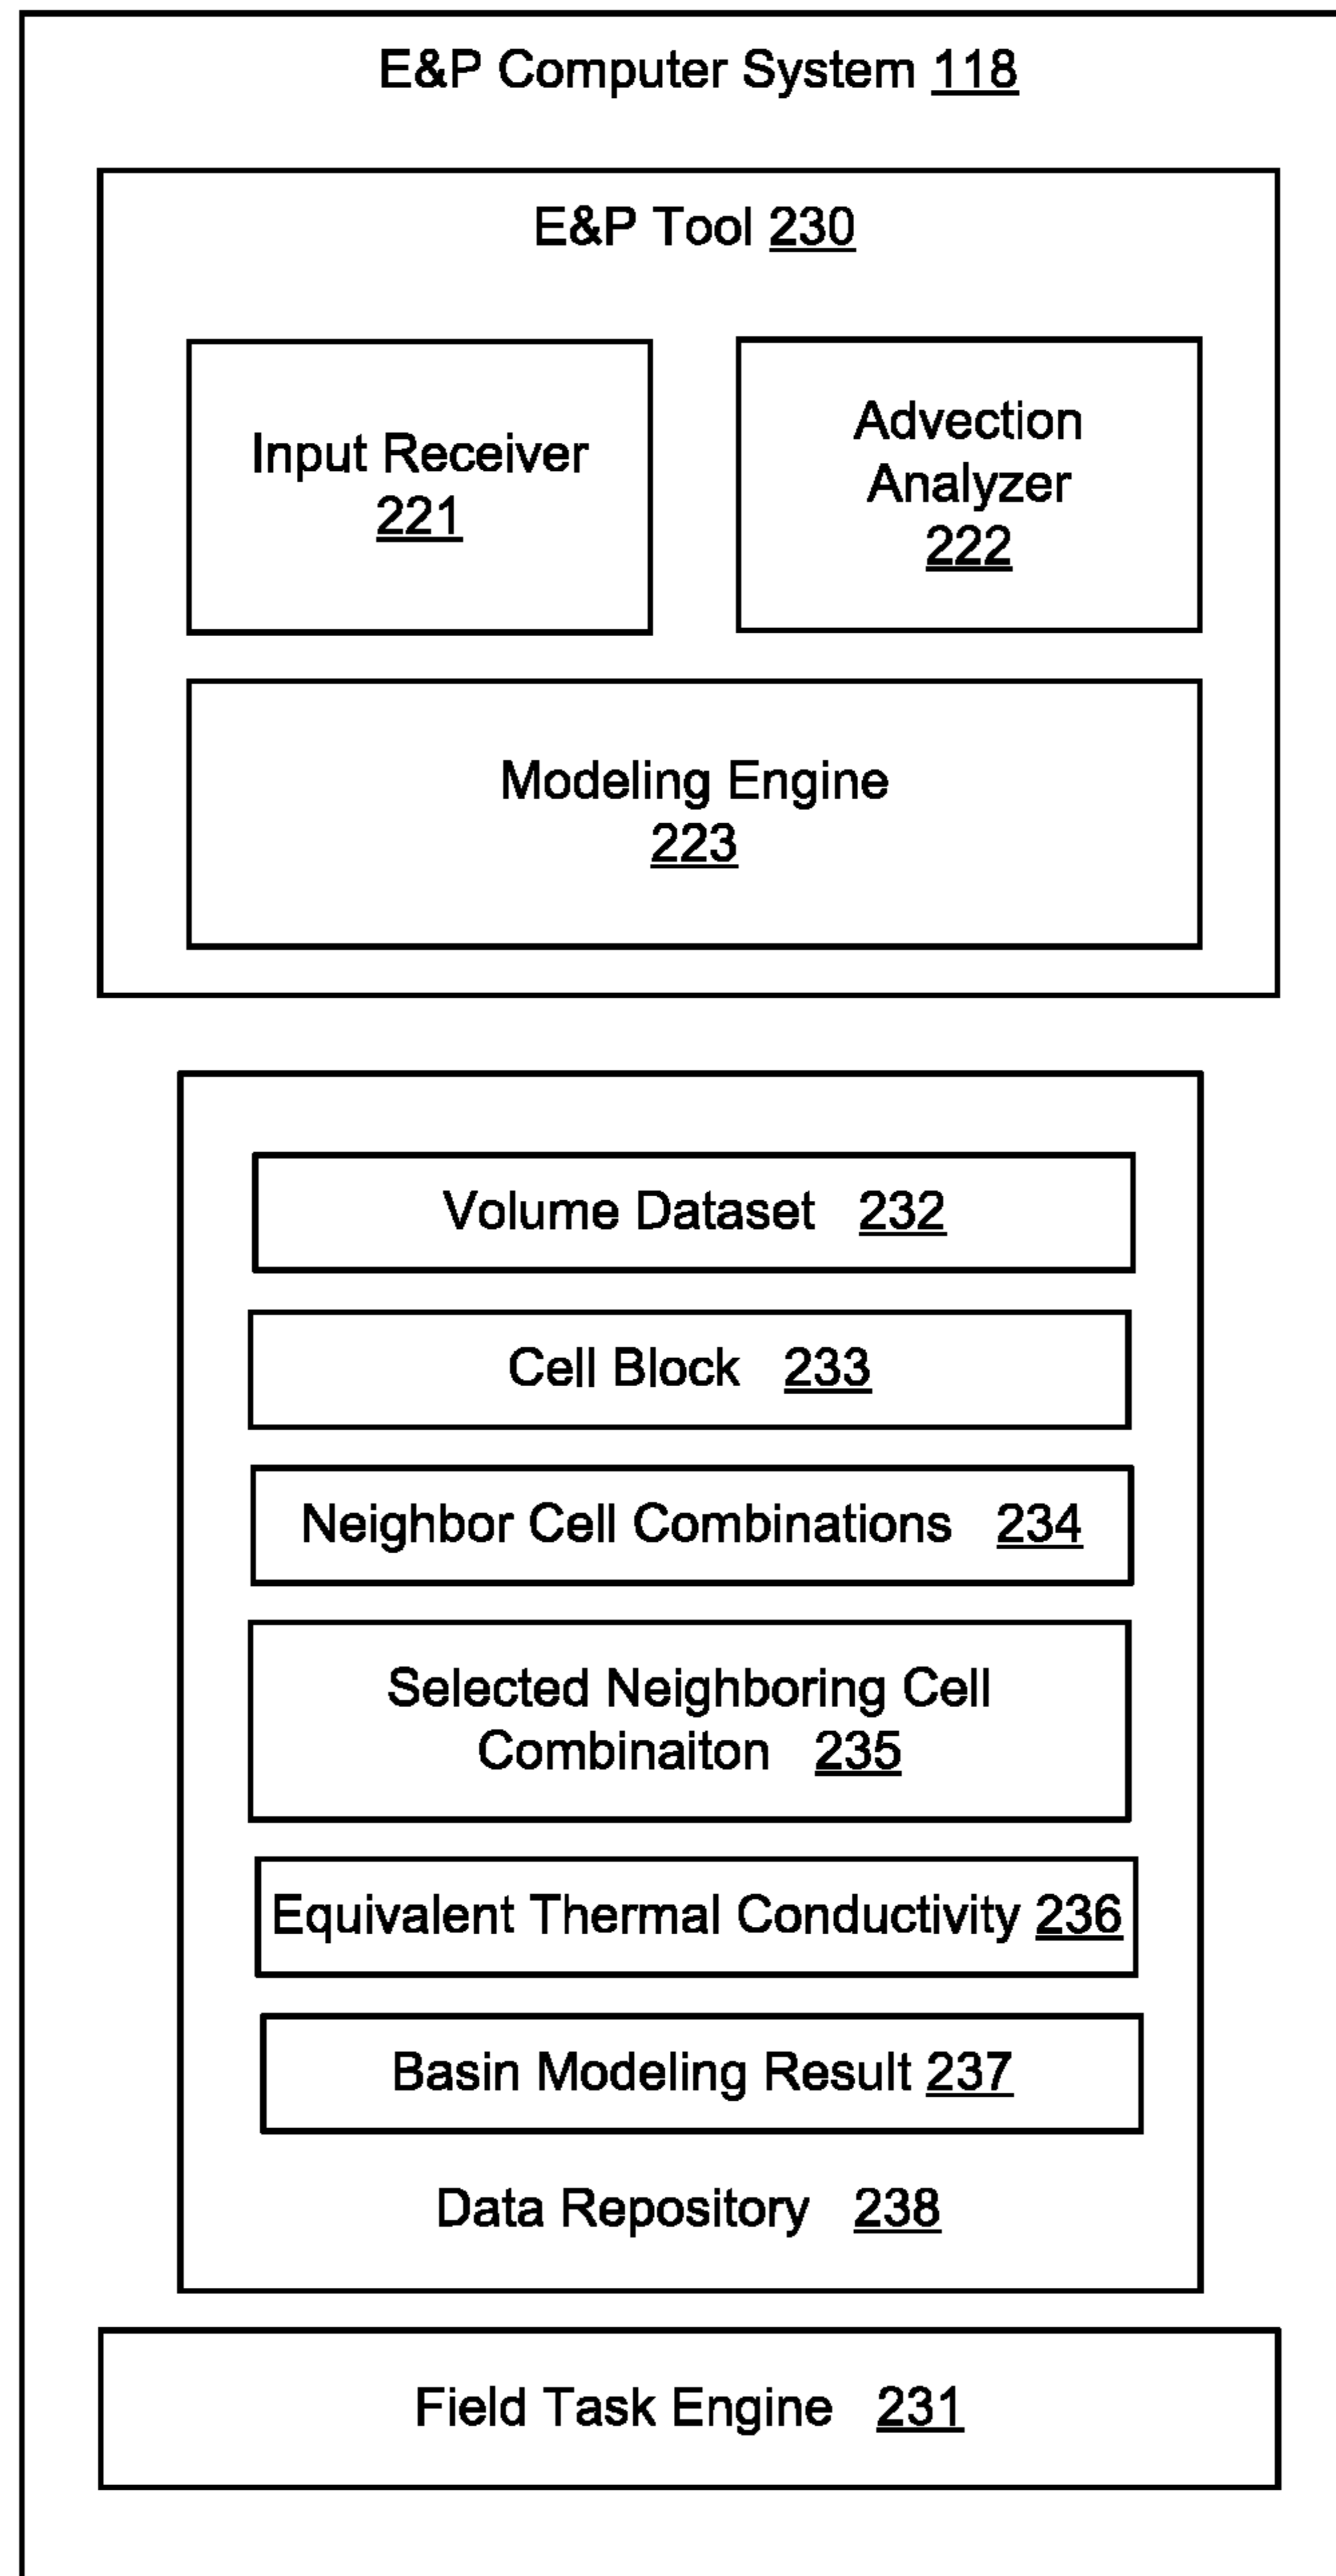 E&P Computer System 118
E&P Tool 230
Input Receiver
221
Advection
Analyzer
222
Modeling Engine
223
Volume Dataset 232
Cell Block 233
Neighbor Cell Combinations 234
Selected Neighboring Cell
Combinaiton 235
Equivalent Thermal Conductivity 236
Basin Modeling Result 237
Data Repository 238
Field Task Engine 231